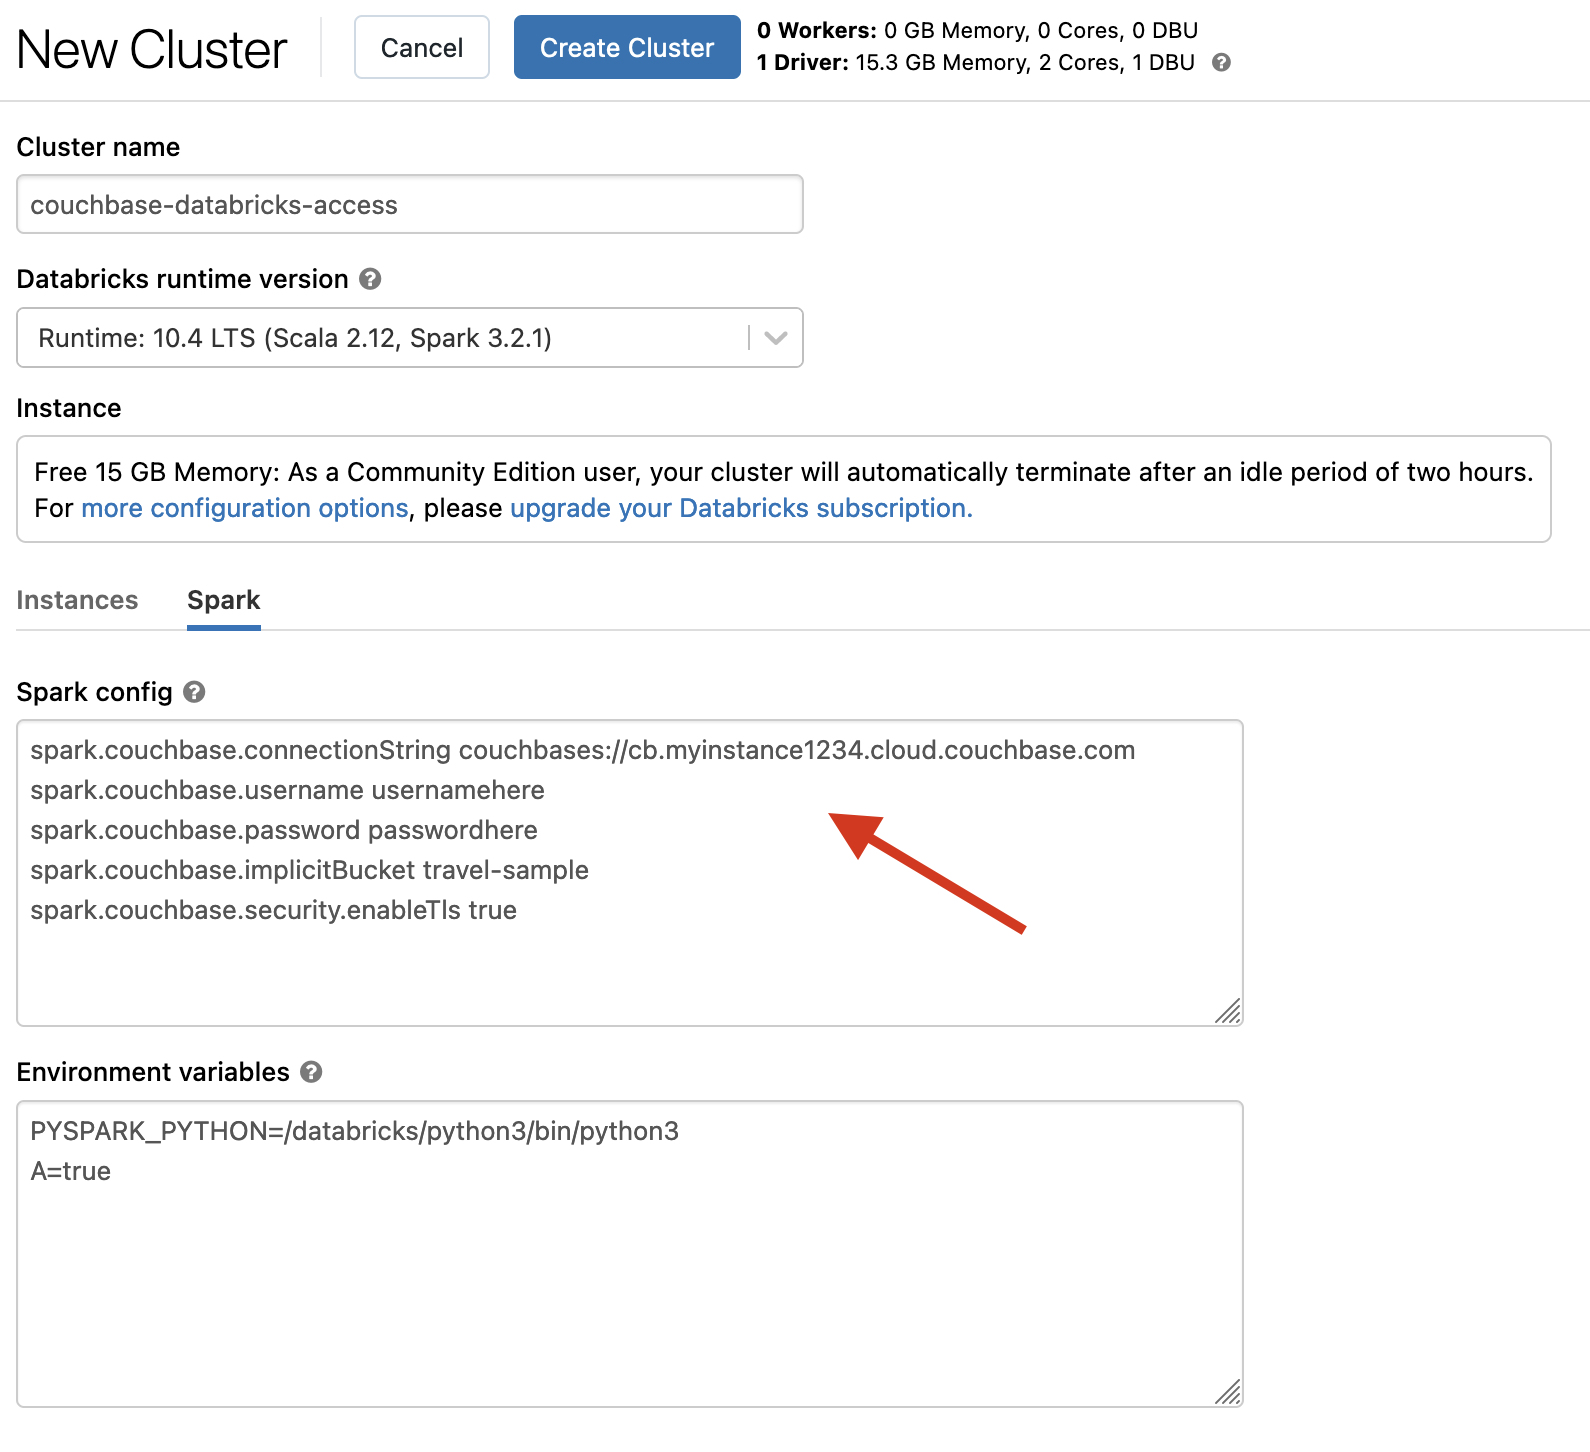 New Cluster
Cancel
Create Cluster
0 Workers: 0 GB Memory, 0 Cores, 0 DBU
1 Driver: 15.3 GB Memory, 2 Cores, 1 DBU ?
Cluster name
couchbase-databricks-access
Databricks runtime version ?
Runtime: 10.4 LTS (Scala 2.12, Spark 3.2.1)
Instance
Free 15 GB Memory: As a Community Edition user, your cluster will automatically terminate after an idle period of two hours.
For more configuration options, please upgrade your Databricks subscription.
Instances
Spark
Spark config ?
spark.couchbase.connectionString couchbases://cb.myinstance1234.cloud.couchbase.com
spark.couchbase.username usernamehere
spark.couchbase.password passwordhere
spark.couchbase.implicitBucket travel-sample
spark.couchbase.security.enableTls true
Environment variables ?
PYSPARK_PYTHON=/databricks/python3/bin/python3
A=true